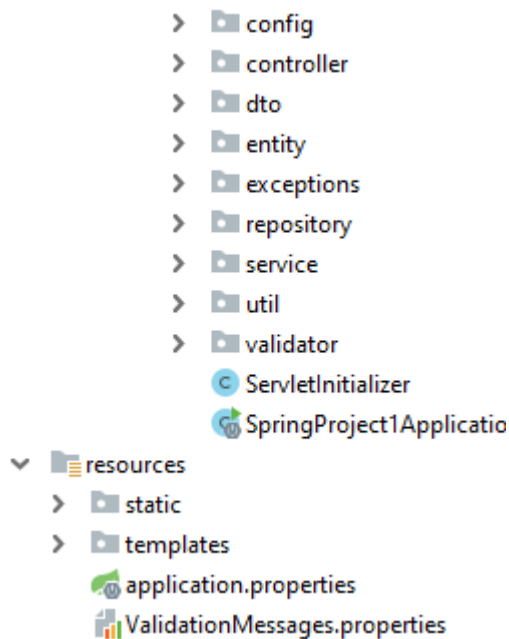 config
controller
dto
entity
exceptions
repository
service
util
validator
C ServletInitializer
SpringProject1Applicatio
resources
static
templates
application.properties
ValidationMessages.properties